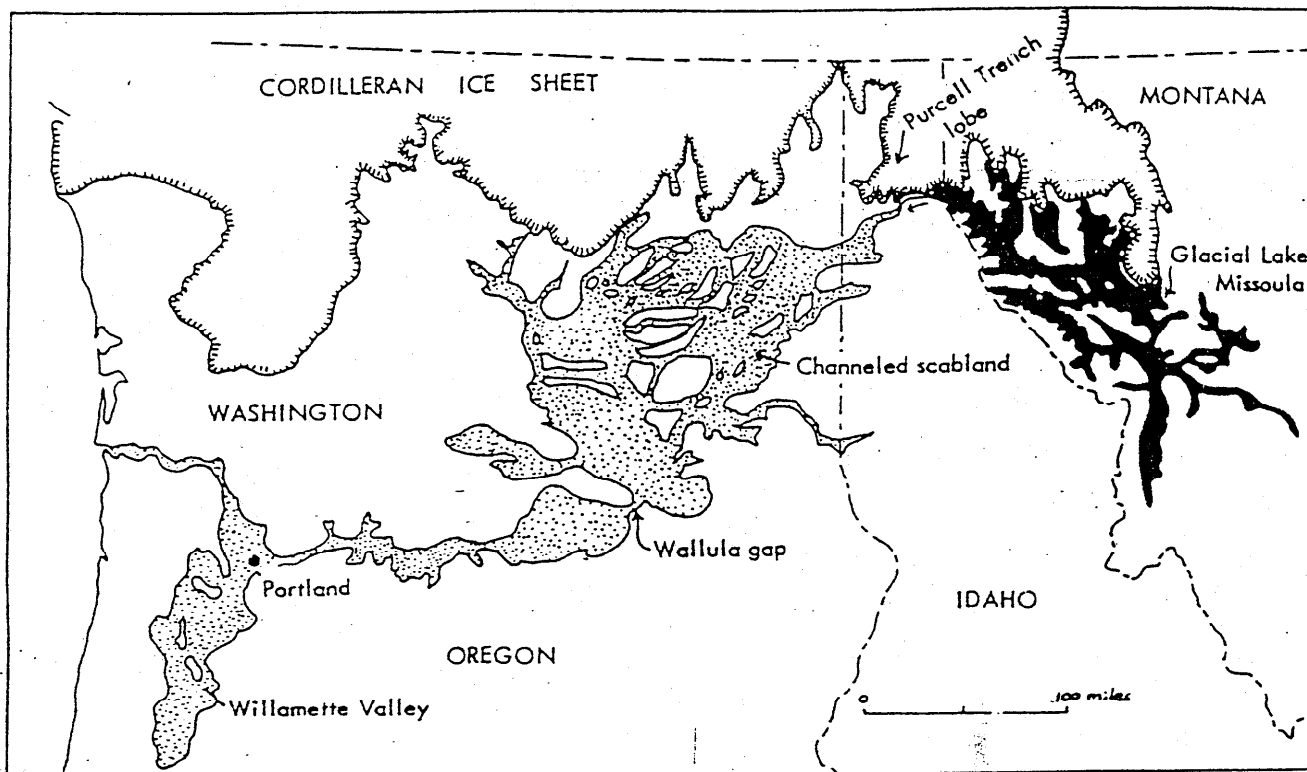 CORDILLERAN ICE SHEET
Purcell Trench
lobe
MONTANA
Glacial Lake
Missoula
Channeled scabland
WASHINGTON
Wallula gap
Portland
IDAHO
OREGON
Willamette Valley
0 100 miles